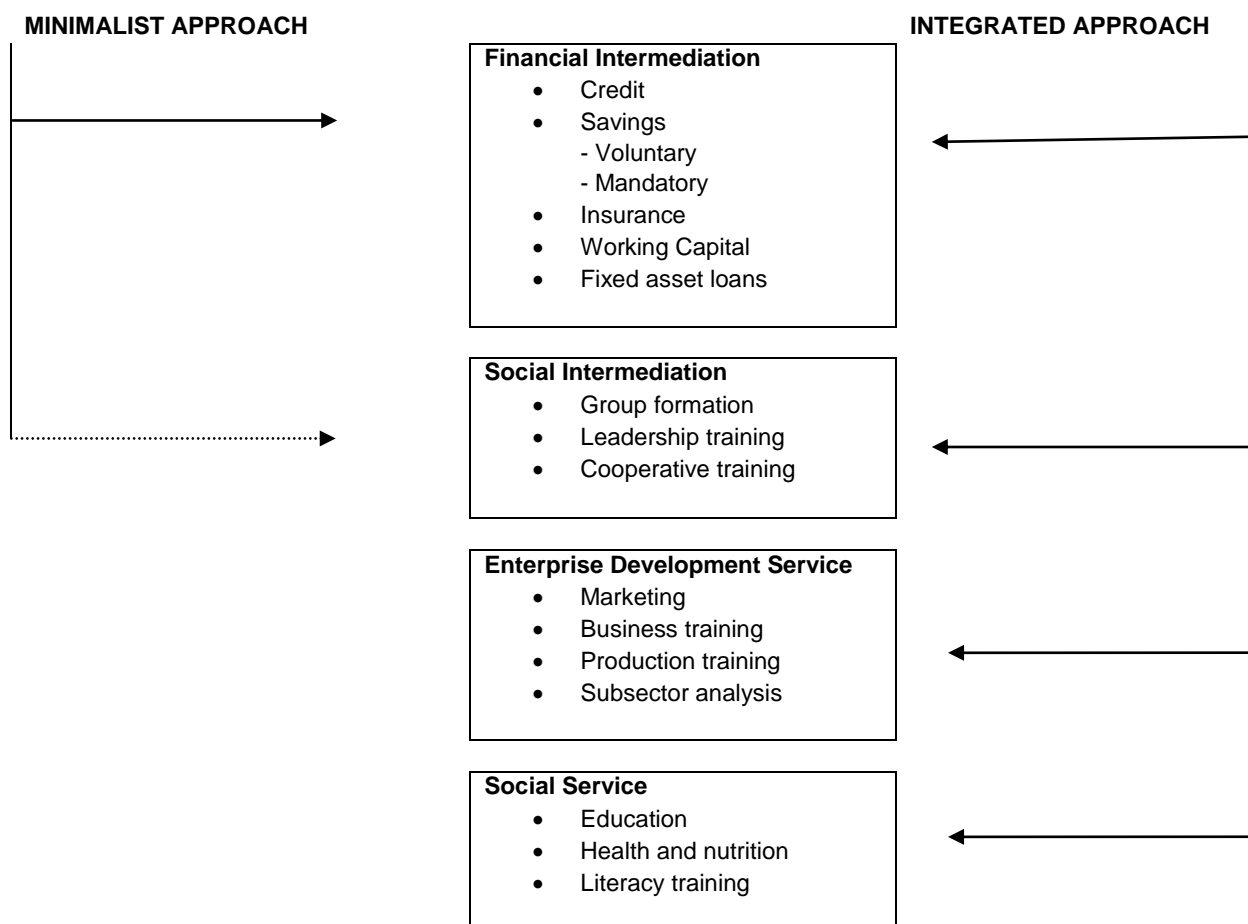 MINIMALIST APPROACH
INTEGRATED APPROACH
Financial Intermediation
• Credit
• Savings
- Voluntary
- Mandatory
• Insurance
• Working Capital
• Fixed asset loans
Social Intermediation
• Group formation
• Leadership training
• Cooperative training
Enterprise Development Service
• Marketing
• Business training
• Production training
• Subsector analysis
Social Service
• Education
• Health and nutrition
• Literacy training